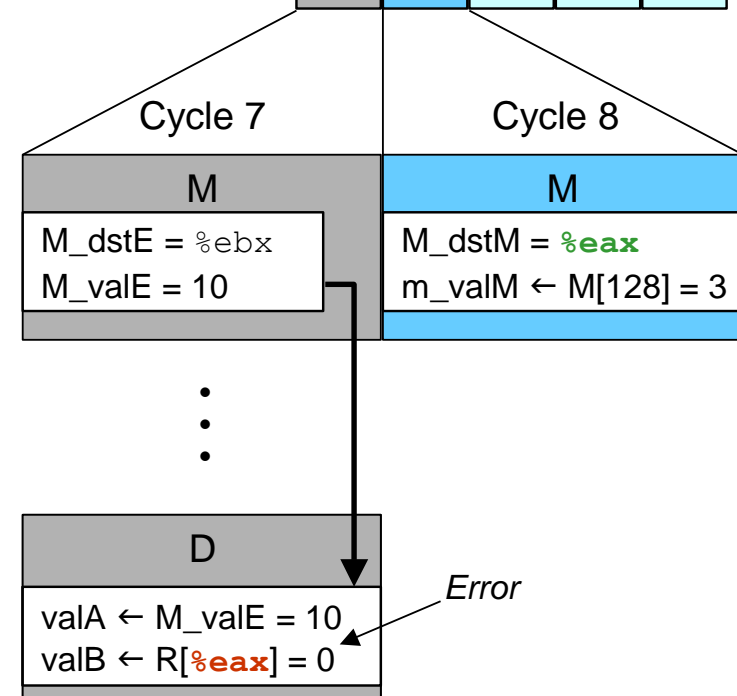 Cycle 7
Cycle 8
M
M_dstE = %ebx
M_valE = 10
M
M_dstM = %eax
m_valM ← M[128] = 3
D
valA ← M_valE = 10
valB ← R[%eax] = 0
Error